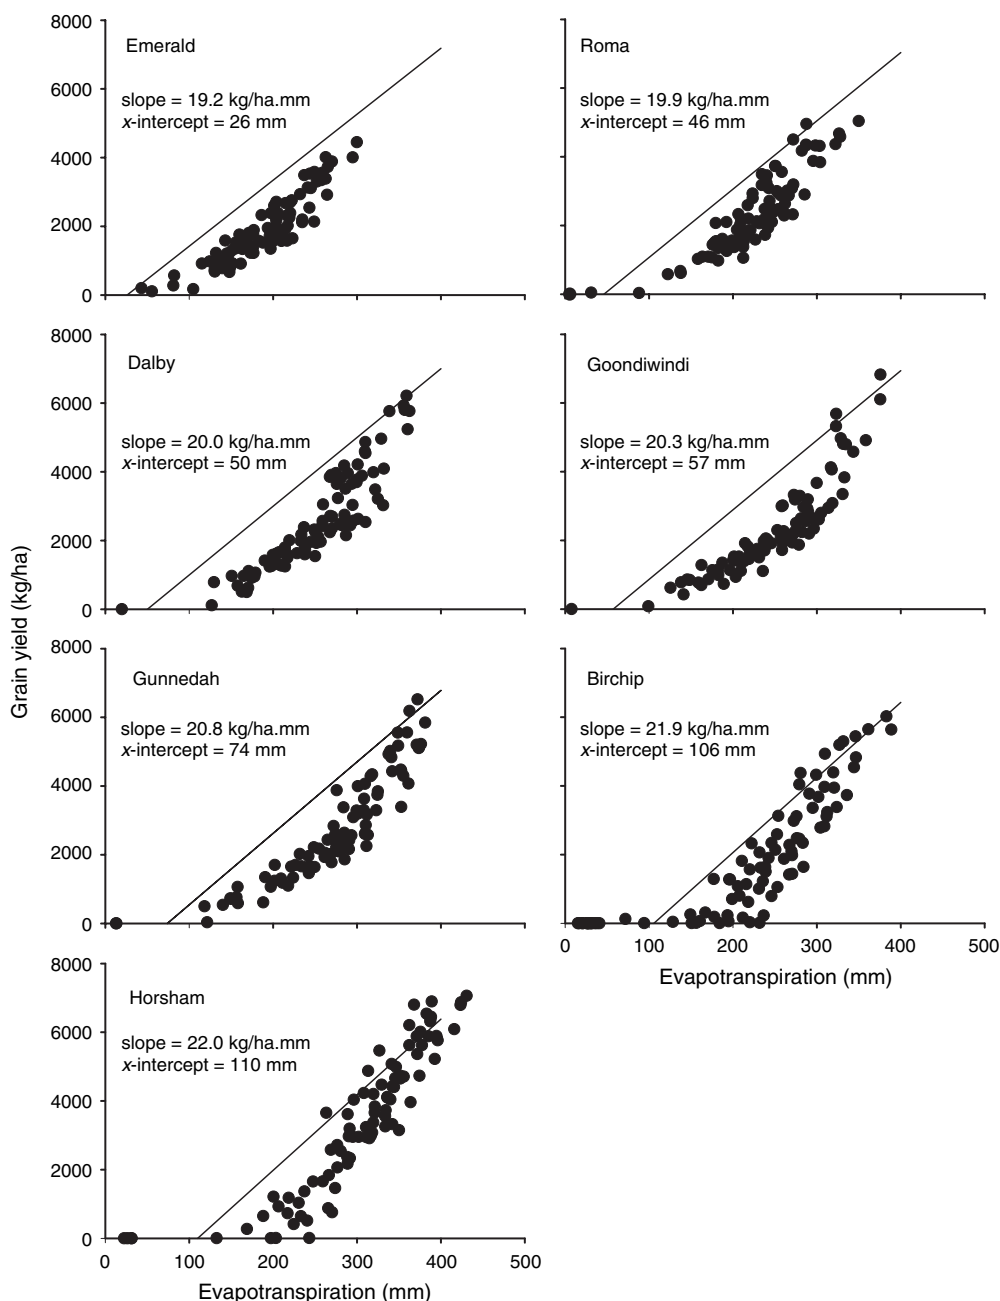 Grain yield (kg/ha)
8000
6000
4000
2000
0
Emerald
slope = 19.2 kg/ha.mm
x-intercept = 26 mm
Roma
slope = 19.9 kg/ha.mm
x-intercept = 46 mm
8000
6000
4000
2000
0
Dalby
slope = 20.0 kg/ha.mm
x-intercept = 50 mm
Goondiwindi
slope = 20.3 kg/ha.mm
x-intercept = 57 mm
8000
6000
4000
2000
0
Gunnedah
slope = 20.8 kg/ha.mm
x-intercept = 74 mm
Birchip
slope = 21.9 kg/ha.mm
x-intercept = 106 mm
0 100 200 300 400 500
Evapotranspiration (mm)
8000
6000
4000
2000
0
Horsham
slope = 22.0 kg/ha.mm
x-intercept = 110 mm
0 100 200 300 400 500
Evapotranspiration (mm)